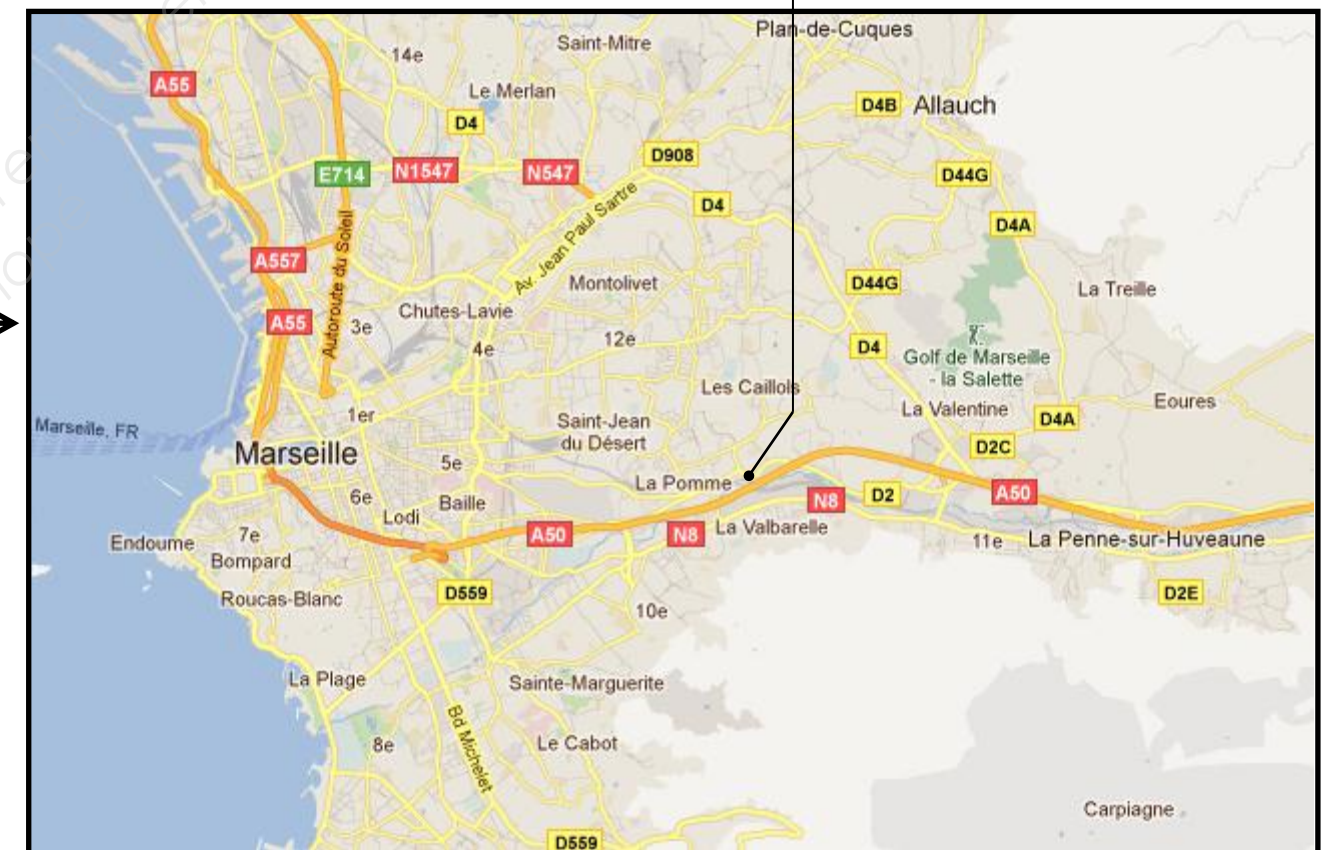 Plan-de-Cuques
Saint-Mitre
14e
A55
Le Merlan
D4B
Allauch
D4
D908
E714
N1547
N547
D44G
D4
Av. Jean Paul Sartre
Autoroute du Soleil
D4A
A557
Montolivet
D44G
La Treille
Chutes-Lavie
A55
3e
12e
4e
D4
Golf de Marseille
- la Salette
Les Caillols
Eoures
1er
La Valentine
D4A
Saint-Jean
du Désert
Marseille, FR
D2C
Marseille
5e
La Pomme
6e
A50
D2
N8
Baille
Lodi
La Valbarelle
7e
A50
N8
Endoume
11e
La Penne-sur-Huveaune
Bompard
D559
D2E
Roucas-Blanc
10e
La Plage
Sainte-Marguerite
Bd Michelet
8e
Le Cabot
Carpiagne
D559